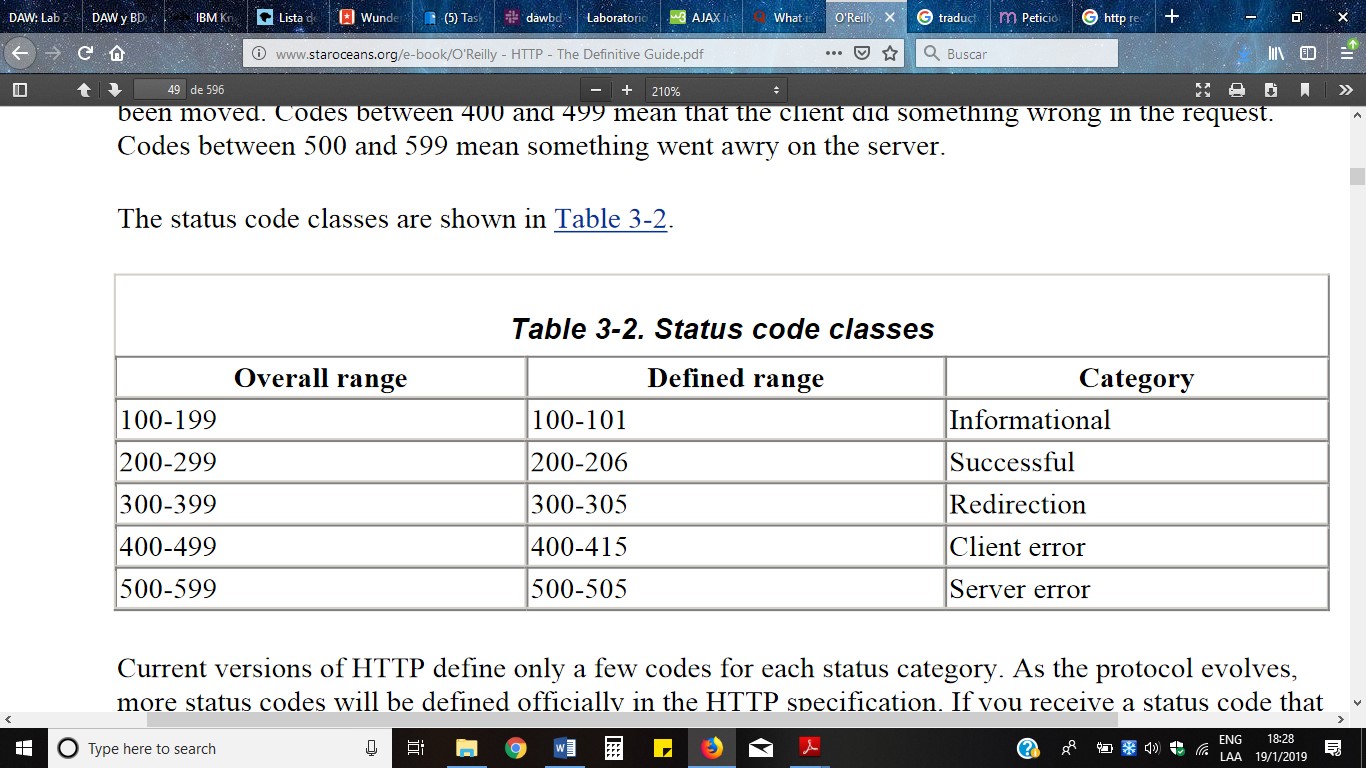 DAW: Lab 2
DAW y BD:
IBM Kn
Lista d
Wunde
(5) Tas
dawbd
Laboratorio
AJAX I
What is
O'Reilly
traduct
Petició
http re
www.staroceans.org/e-book/O'Reilly - HTTP - The Definitive Guide.pdf
Buscar
49 de 596
210%
been moved. Codes between 400 and 499 mean that the client did something wrong in the request.
Codes between 500 and 599 mean something went awry on the server.
The status code classes are shown in Table 3-2.
Table 3-2. Status code classes
Overall range Defined range Category
100-199 100-101 Informational
200-299 200-206 Successful
300-399 300-305 Redirection
400-499 400-415 Client error
500-599 500-505 Server error
Current versions of HTTP define only a few codes for each status category. As the protocol evolves,
more status codes will be defined officially in the HTTP specification. If you receive a status code that
Type here to search
ENG
LAA
18:28
19/1/2019